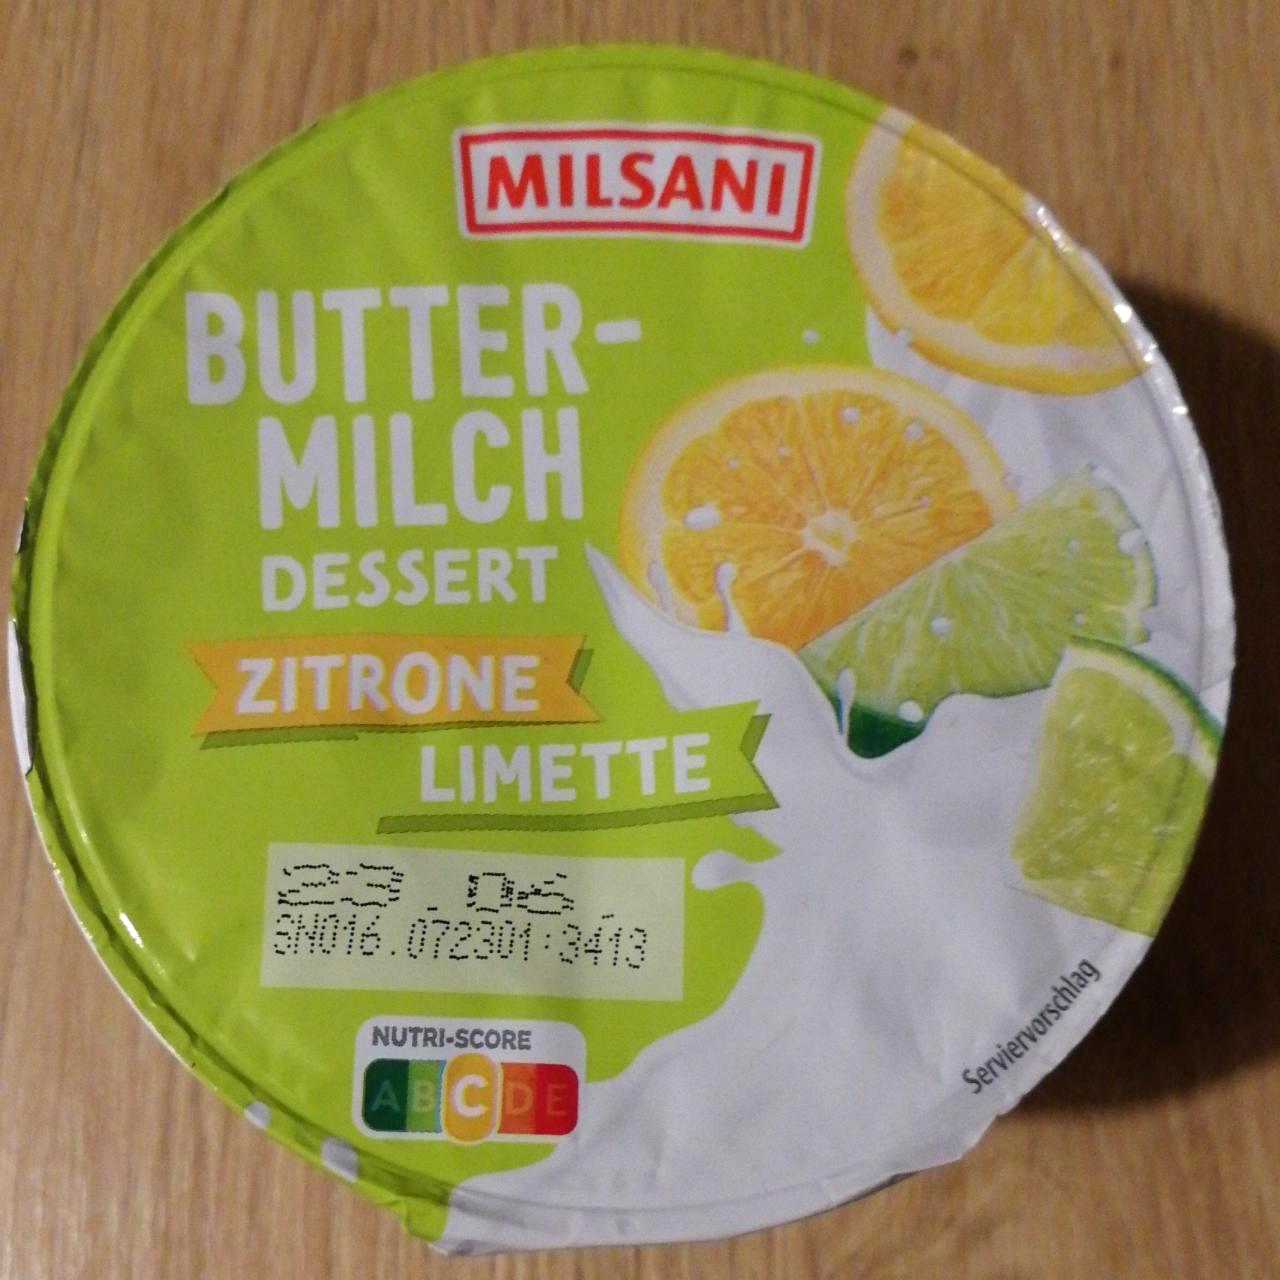 MILSANI
BUTTER-
MILCH
DESSERT
ZITRONE
LIMETTE
23.06
SN016.072301:3413
NUTRI-SCORE
A B C D E
Serviervorschlag